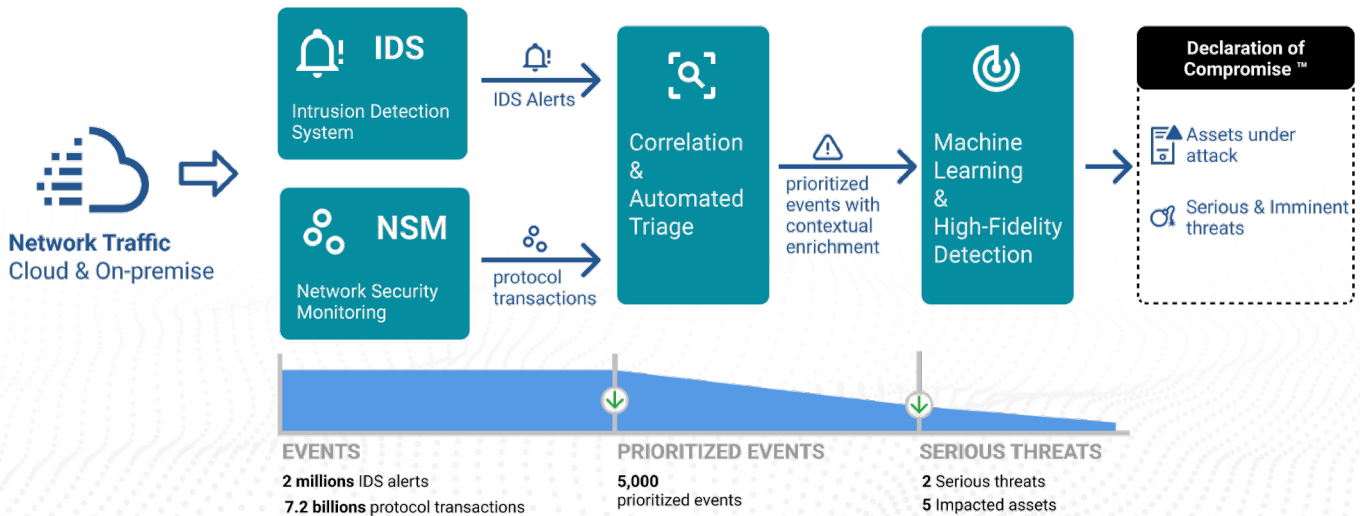 Network Traffic
Cloud & On-premise
IDS
Intrusion Detection
System
NSM
Network Security
Monitoring
IDS Alerts
protocol
transactions
Correlation
&
Automated
Triage
prioritized
events with
contextual
enrichment
Machine
Learning
&
High-Fidelity
Detection
Declaration of
Compromise ™
Assets under
attack
Serious & Imminent
threats
EVENTS
2 millions IDS alerts
7.2 billions protocol transactions
PRIORITIZED EVENTS
5,000
prioritized events
SERIOUS THREATS
2 Serious threats
5 Impacted assets